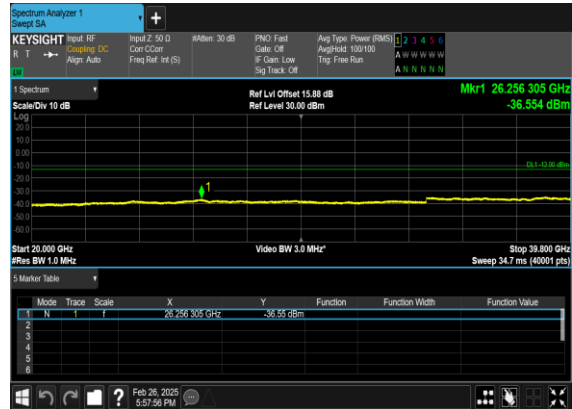 Spectrum Analyzer 1
Swept SA
+
KEYSIGHT Input: RF Input Z: 50 Ω #Atten: 30 dB PNO: Fast Avg Type: Power (RMS) 1 2 3 4 5 6
R T Coupling: DC Corr CCorr Gate: Off Avg|Hold: 100/100 A W W W W W
Align: Auto Freq Ref: Int (S) IF Gain: Low Trig: Free Run
Sig Track: Off A N N N N N
1 Spectrum Ref Lvl Offset 15.88 dB Mkr1 26.256 305 GHz
Scale/Div 10 dB Ref Level 30.00 dBm -36.554 dBm
Log
20.0
10.0
0.00
-10.0 DL1 -13.00 dBm
-20.0
-30.0 1
-40.0
-50.0
-60.0
Start 20.000 GHz Video BW 3.0 MHz* Stop 39.800 GHz
#Res BW 1.0 MHz Sweep 34.7 ms (40001 pts)
5 Marker Table
Mode Trace Scale X Y Function Function Width Function Value
1 N 1 f 26.256 305 GHz -36.55 dBm
2
3
4
5
6
? Feb 26, 2025
5:57:56 PM